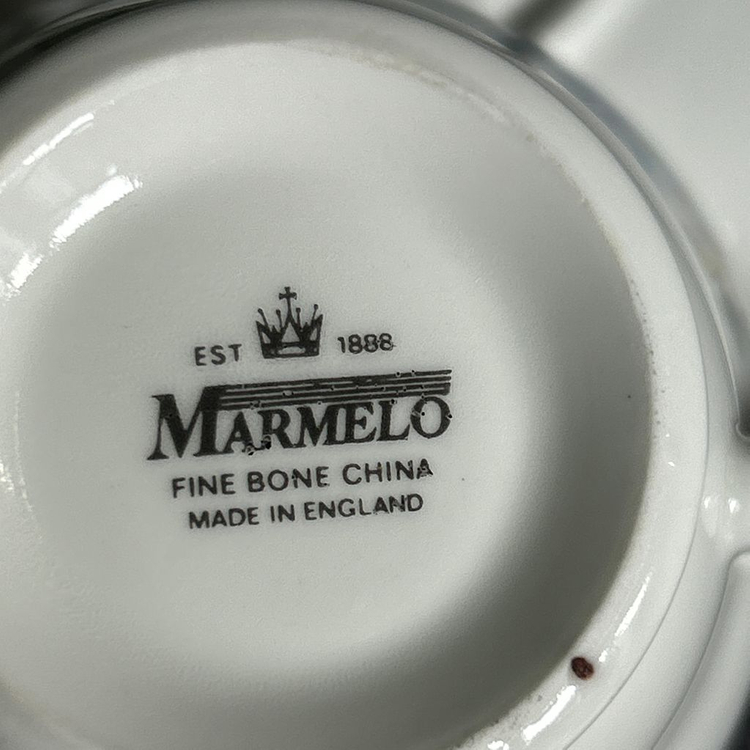 EST 1888
MARMELO
FINE BONE CHINA
MADE IN ENGLAND